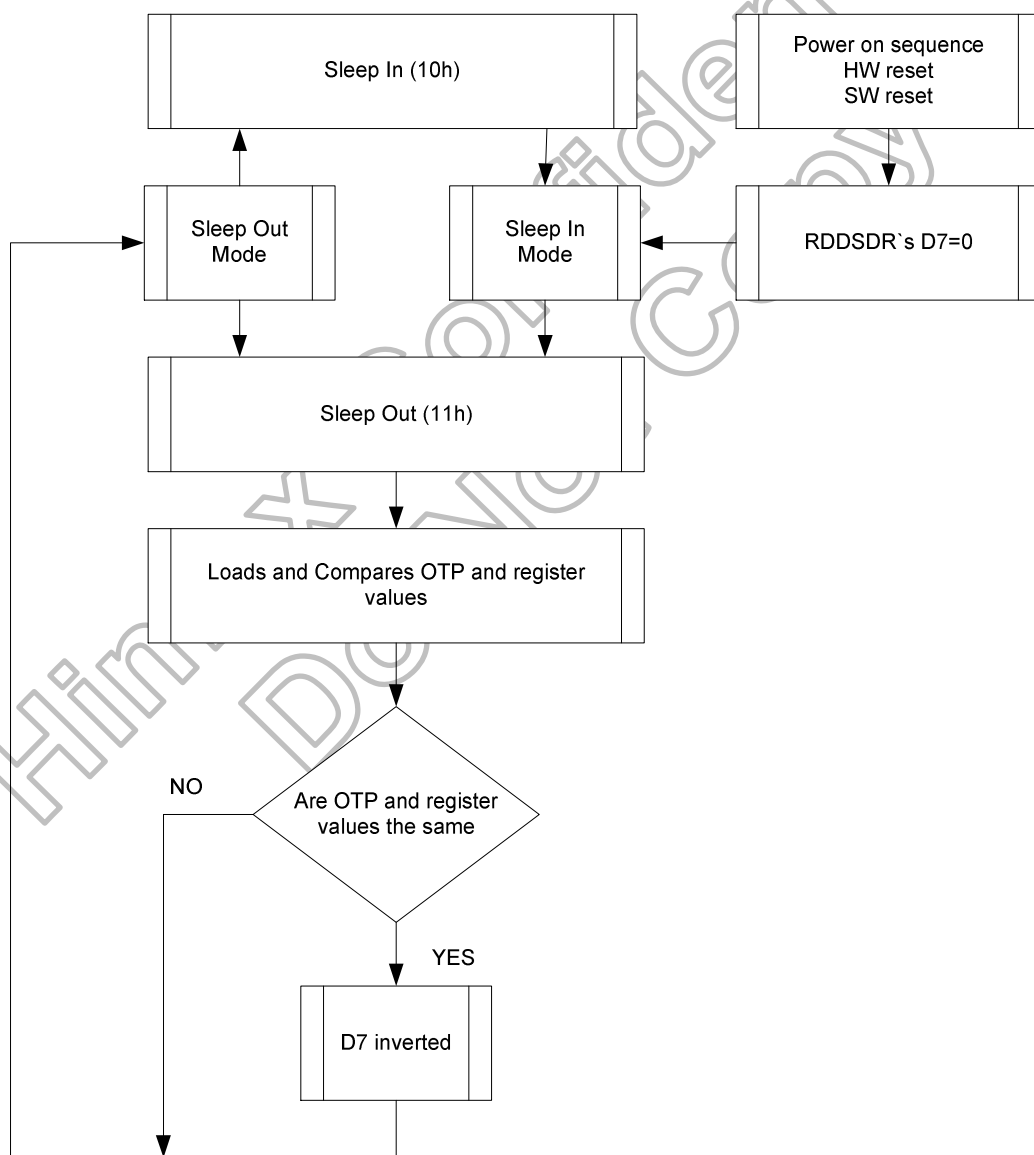 Sleep In (10h)
Power on sequence
HW reset
SW reset
Sleep Out
Mode
Sleep In
Mode
RDDSDR`s D7=0
Sleep Out (11h)
Loads and Compares OTP and register
values
Are OTP and register
values the same
NO
YES
D7 inverted